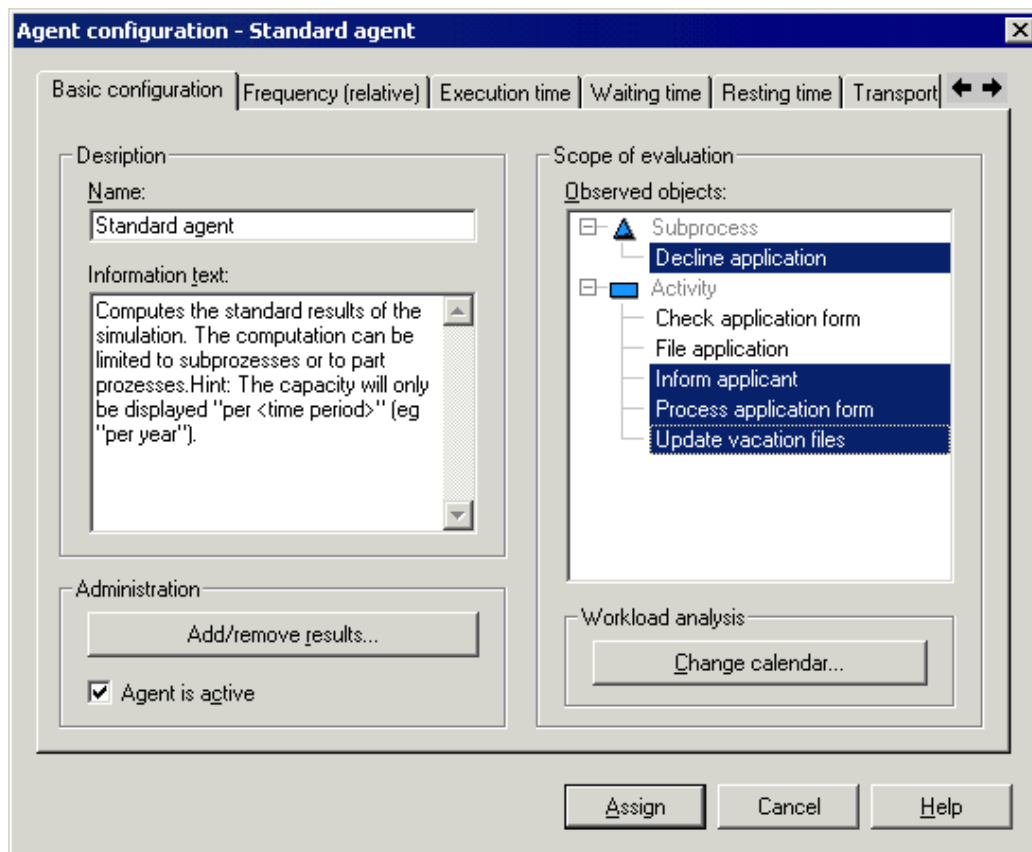 Agent configuration - Standard agent
Basic configuration
Frequency (relative)
Execution time
Waiting time
Resting time
Transport
Desription
Name:
Standard agent
Information text:
Computes the standard results of the
simulation. The computation can be
limited to subprozesses or to part
prozesses.Hint: The capacity will only
be displayed "per <time period>" (eg
"per year").
Administration
Add/remove results...
Agent is active
Scope of evaluation
Observed objects:
Subprocess
Decline application
Activity
Check application form
File application
Inform applicant
Process application form
Update vacation files
Workload analysis
Change calendar...
Assign
Cancel
Help